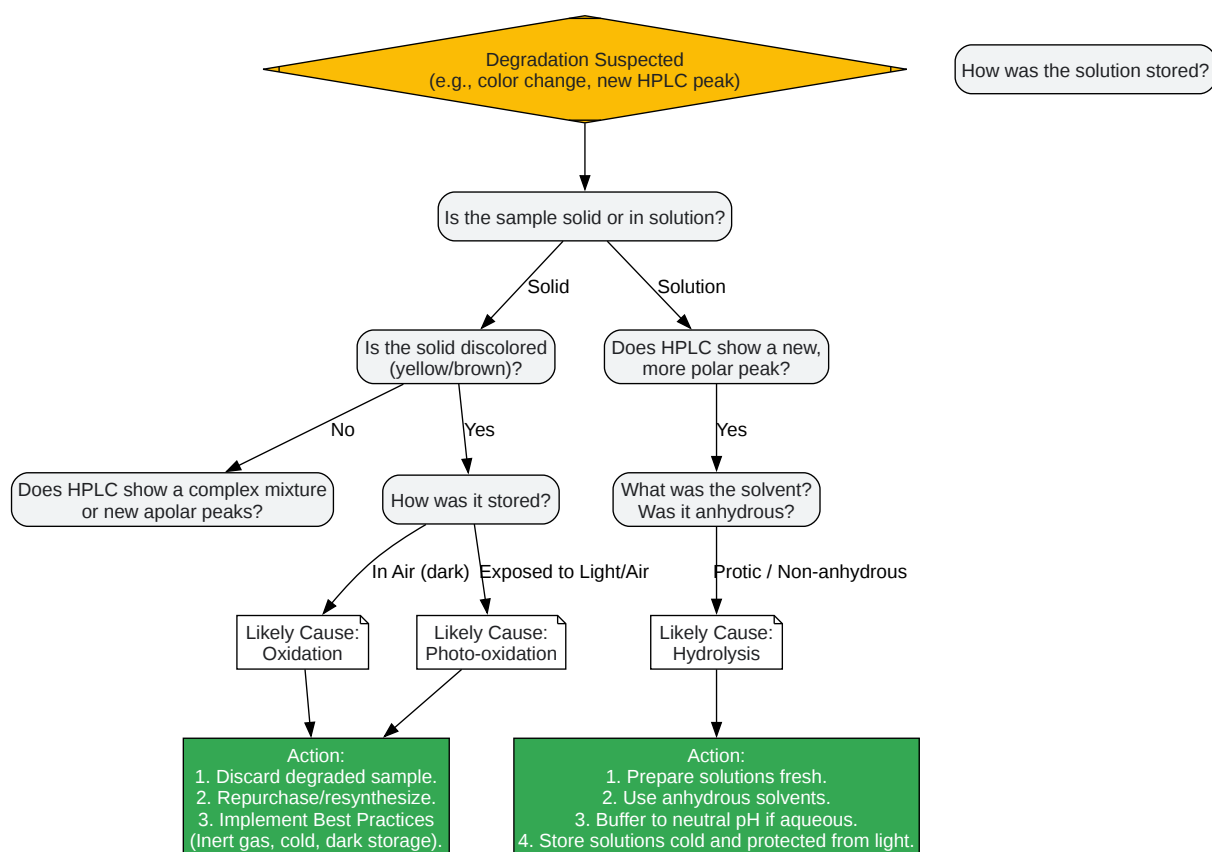 Degradation Suspected
(e.g., color change, new HPLC peak)
How was the solution stored?
Is the sample solid or in solution?
Solid
Solution
Is the solid discolored
(yellow/brown)?
Does HPLC show a new,
more polar peak?
No
Yes
Yes
Does HPLC show a complex mixture
or new apolar peaks?
How was it stored?
What was the solvent?
Was it anhydrous?
In Air (dark)
Exposed to Light/Air
Protic / Non-anhydrous
Likely Cause:
Oxidation
Likely Cause:
Photo-oxidation
Likely Cause:
Hydrolysis
Action:
1. Discard degraded sample.
2. Repurchase/resynthesize.
3. Implement Best Practices
(Inert gas, cold, dark storage).
Action:
1. Prepare solutions fresh.
2. Use anhydrous solvents.
3. Buffer to neutral pH if aqueous.
4. Store solutions cold and protected from light.